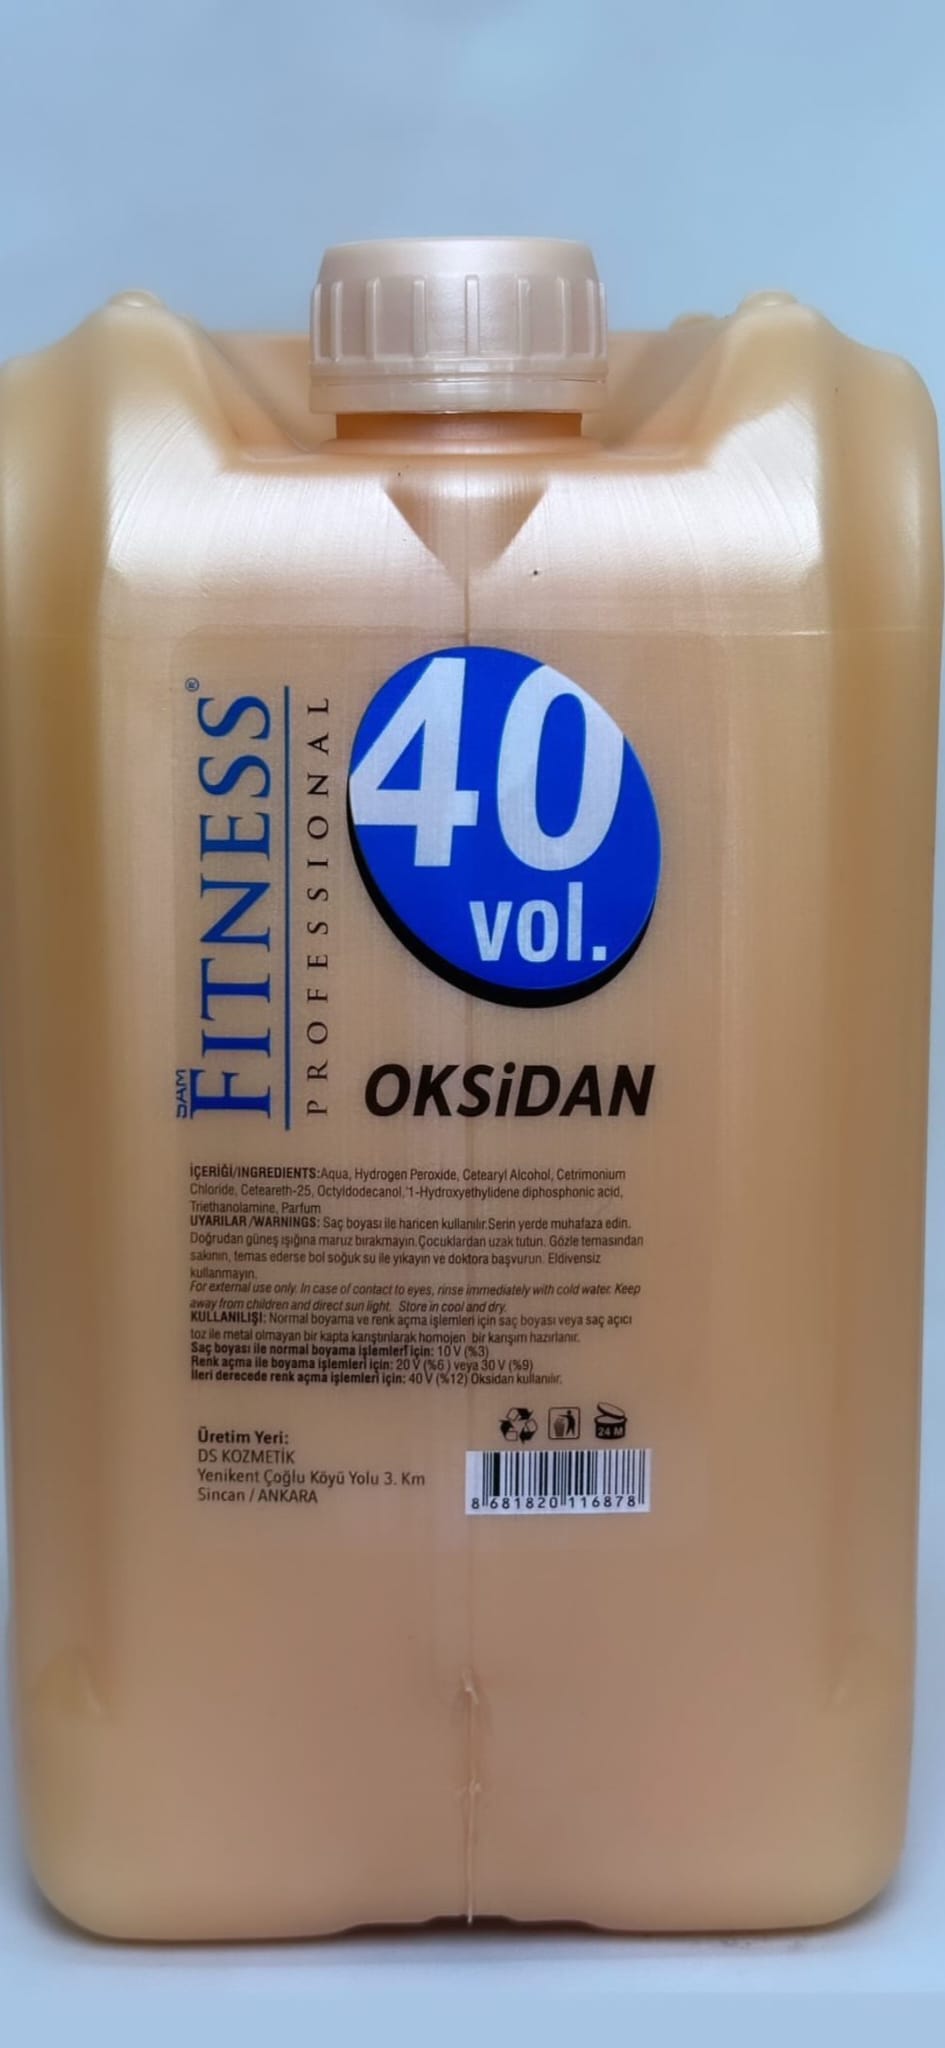 SAM
FITNESS®
PROFESSIONAL
40
vol.
OKSiDAN
İÇERİĞİ/INGREDIENTS:Aqua, Hydrogen Peroxide, Cetearyl Alcohol, Cetrimonium
Chloride, Ceteareth-25, Octyldodecanol, 1-Hydroxyethylidene diphosphonic acid,
Triethanolamine, Parfum
UYARILAR /WARNINGS: Saç boyası ile haricen kullanılır.Serin yerde muhafaza edin.
Doğrudan güneş ışığına maruz bırakmayın.Çocuklardan uzak tutun. Gözle temasından
sakının, temas ederse bol soğuk su ile yıkayın ve doktora başvurun. Eldivensiz
kullanmayın.
For external use only. In case of contact to eyes, rinse immediately with cold water. Keep
away from children and direct sun light. Store in cool and dry.
KULLANILIŞI: Normal boyama ve renk açma işlemleri için saç boyası veya saç açıcı
toz ile metal olmayan bir kapta karıştırılarak homojen bir karışım hazırlanır.
Saç boyası ile normal boyama işlemleri için: 10 V (%3)
Renk açma ile boyama işlemleri için: 20 V (%6 ) veya 30 V (%9)
İleri derecede renk açma işlemleri için: 40 V (%12) Oksidan kullanılır.
24 M
Üretim Yeri:
DS KOZMETİK
Yenikent Çoğlu Köyü Yolu 3. Km
Sincan / ANKARA
8 681820 116878